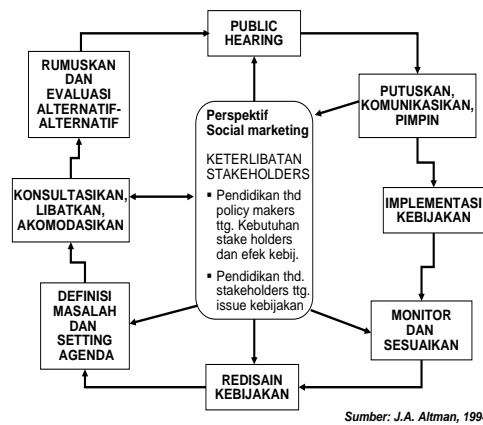 PUBLIC
HEARING
RUMUSKAN
DAN
EVALUASI
ALTERNATIF-
ALTERNATIF
PUTUSKAN,
KOMUNIKASIKAN,
PIMPIN
Perspektif
Social marketing
KETERLIBATAN
STAKEHOLDERS
▪ Pendidikan thd
policy makers
ttg. Kebutuhan
stake holders
dan efek kebij.
▪ Pendidikan thd.
stakeholders ttg.
issue kebijakan
KONSULTASIKAN,
LIBATKAN,
AKOMODASIKAN
IMPLEMENTASI
KEBIJAKAN
DEFINISI
MASALAH
DAN
SETTING
AGENDA
MONITOR
DAN
SESUAIKAN
REDISAIN
KEBIJAKAN
Sumber: J.A. Altman, 199